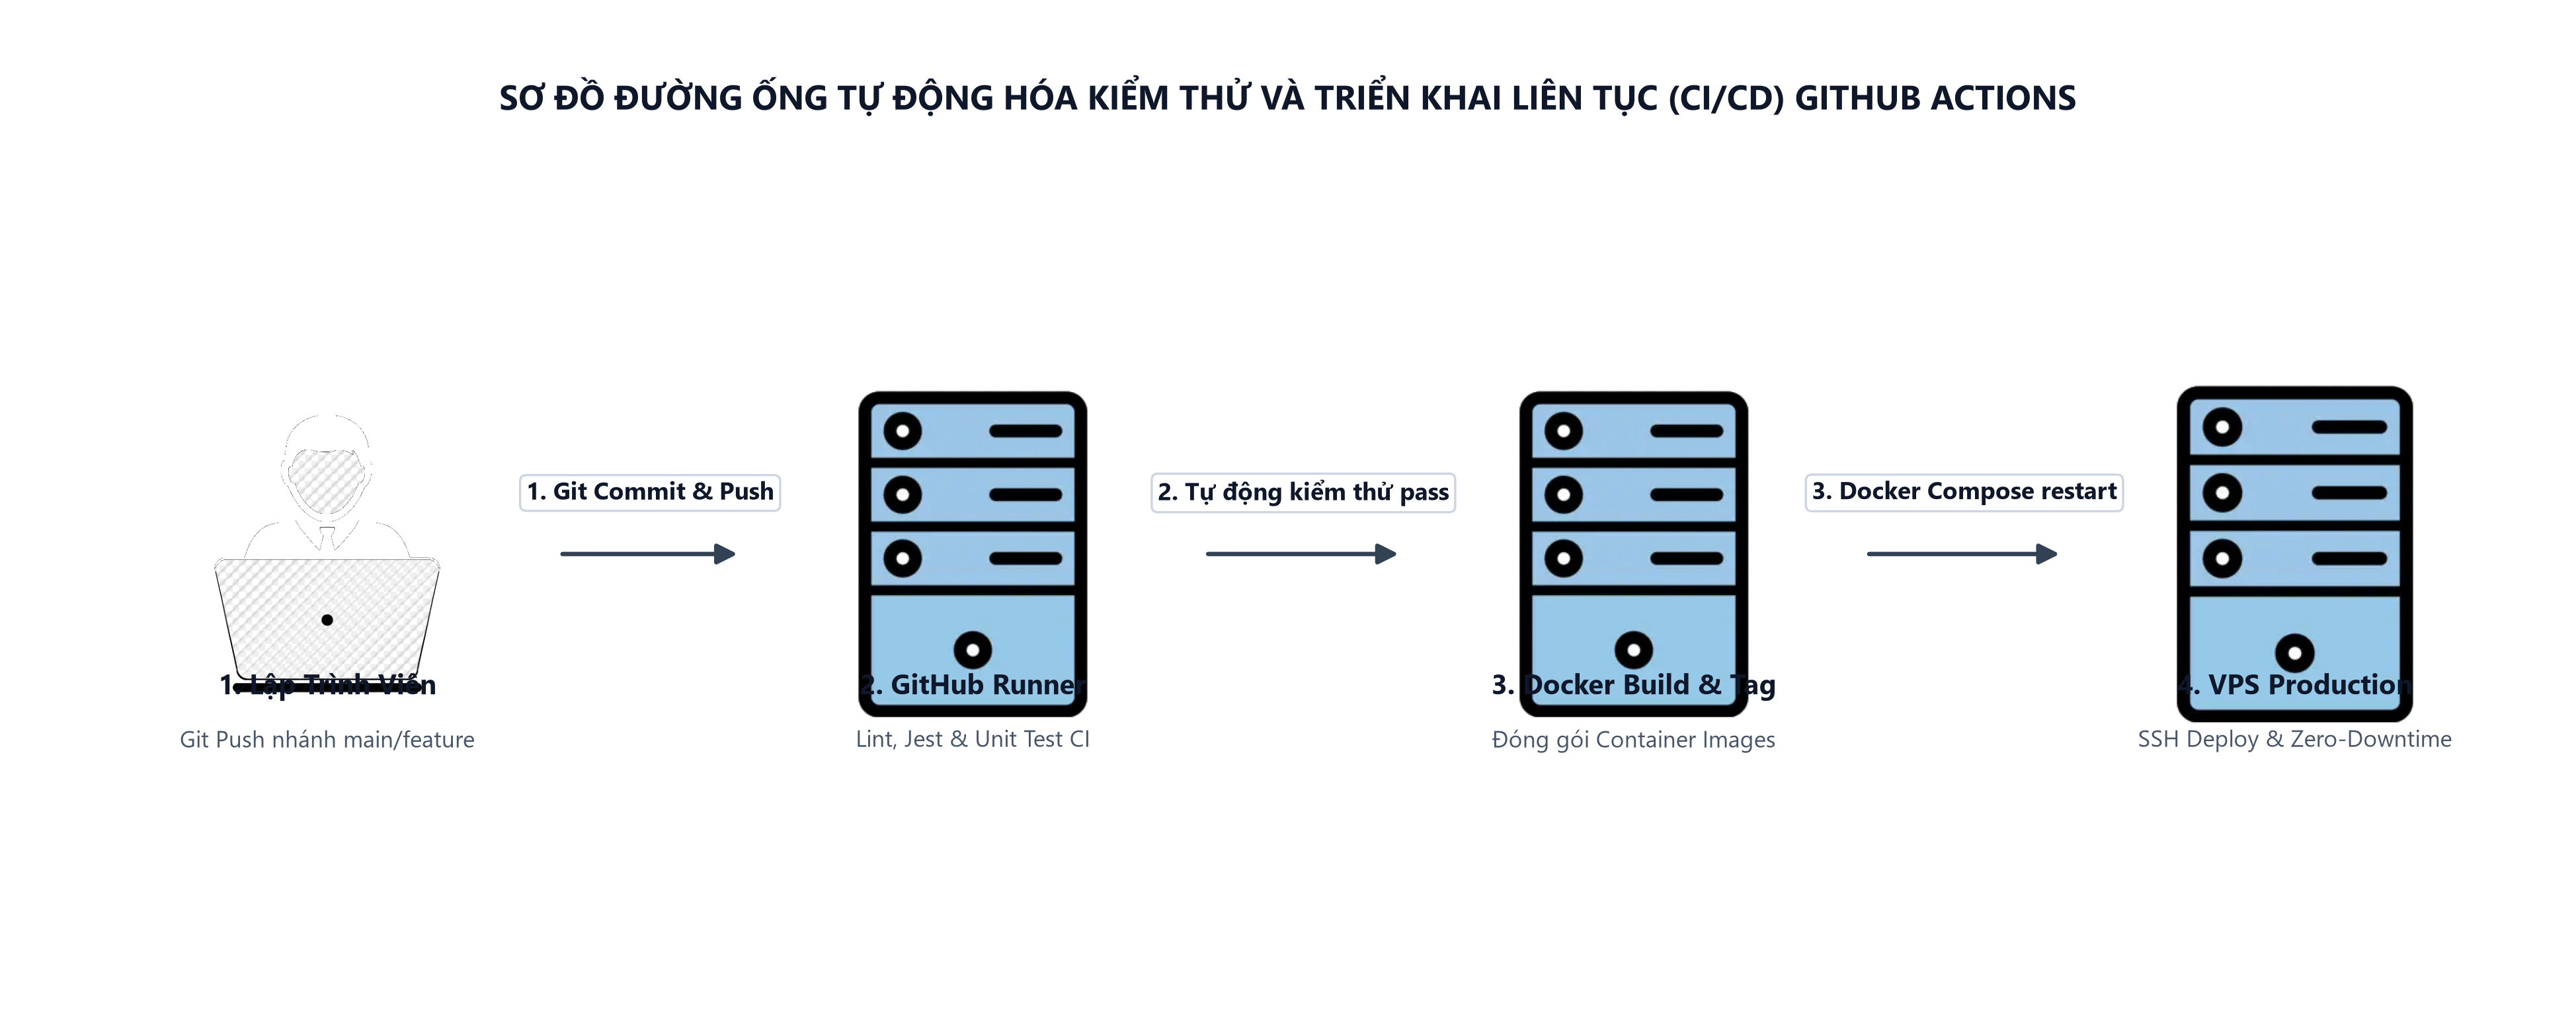 SƠ ĐỒ ĐƯỜNG ỐNG TỰ ĐỘNG HÓA KIỂM THỬ VÀ TRIỂN KHAI LIÊN TỤC (CI/CD) GITHUB ACTIONS
1. Git Commit & Push
2. Tự động kiểm thử pass
3. Docker Compose restart
1. Lập Trình Viên
2. GitHub Runner
3. Docker Build & Tag
4. VPS Production
Git Push nhánh main/feature
Lint, Jest & Unit Test CI
Đóng gói Container Images
SSH Deploy & Zero-Downtime